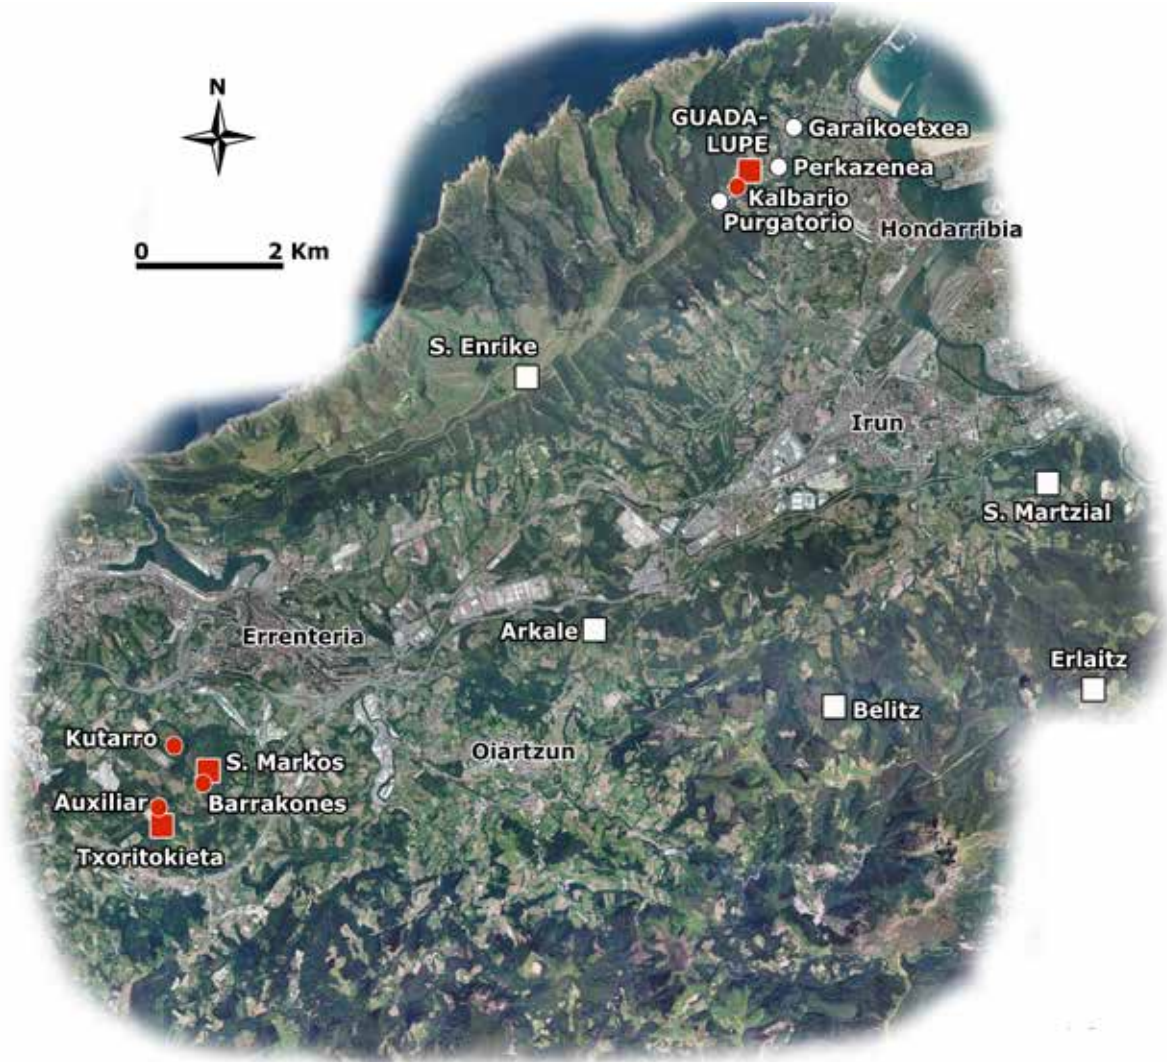 N
0 2 Km
GUADA-
LUPE
Garaikoetxea
Perkazenea
Kalbario
Purgatorio
Hondarribia
S. Enrike
Irun
S. Martzial
Errenteria
Arkale
Erlaitz
Belitz
Oiartzun
Kutarro
S. Markos
Auxiliar
Barrakones
Txoritokieta